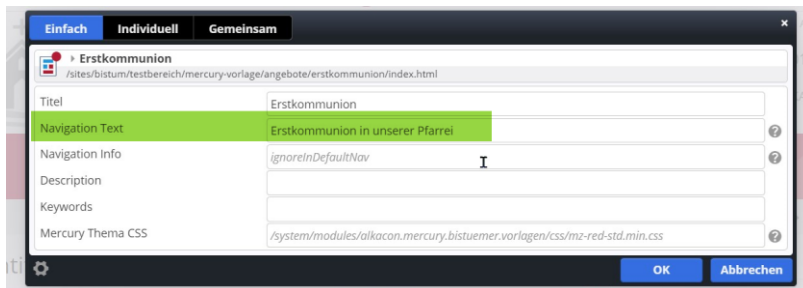 Einfach Individuell Gemeinsam
Erstkommunion
/sites/bistum/testbereich/mercury-vorlage/angebote/erstkommunion/index.html
Titel Erstkommunion
Navigation Text Erstkommunion in unserer Pfarrei
Navigation Info ignoreInDefaultNav
Description
Keywords
Mercury Thema CSS /system/modules/alkacon.mercury.bistuemer.vorlagen/css/mz-red-std.min.css
OK Abbrechen